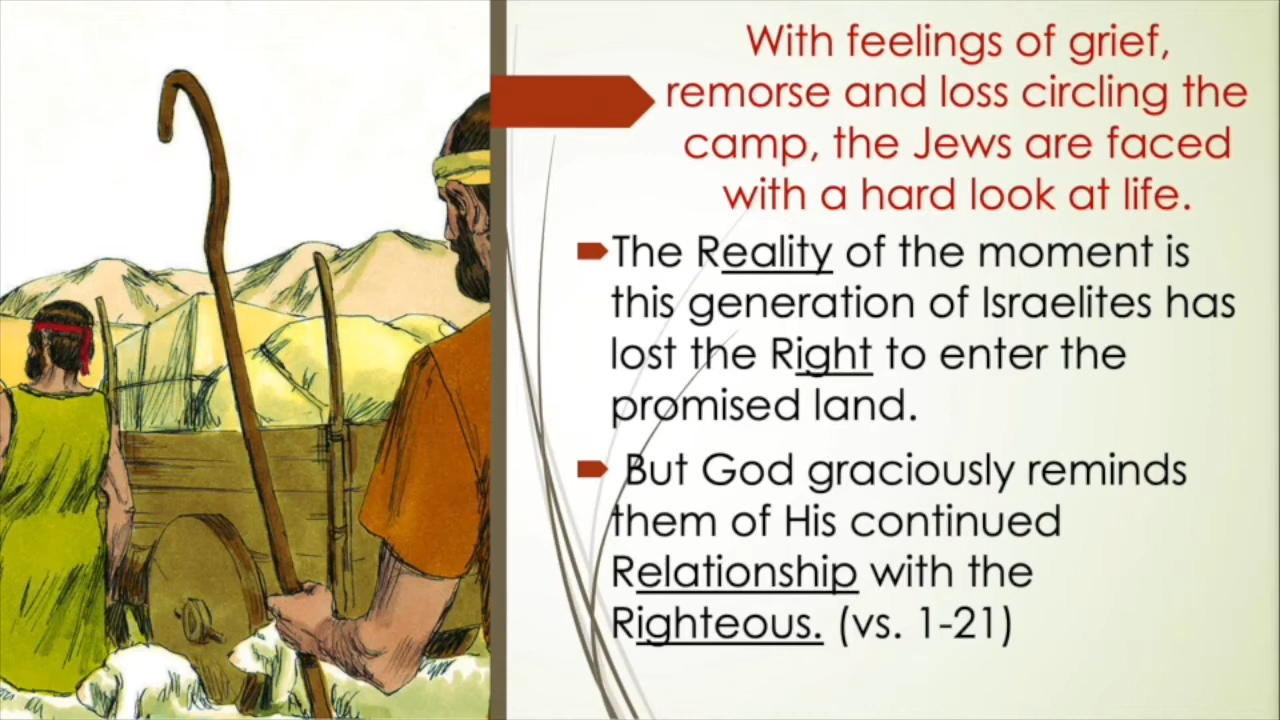 With feelings of grief,
remorse and loss circling the
camp, the Jews are faced
with a hard look at life.
The Reality of the moment is
this generation of Israelites has
lost the Right to enter the
promised land.
But God graciously reminds
them of His continued
Relationship with the
Righteous. (vs. 1-21)